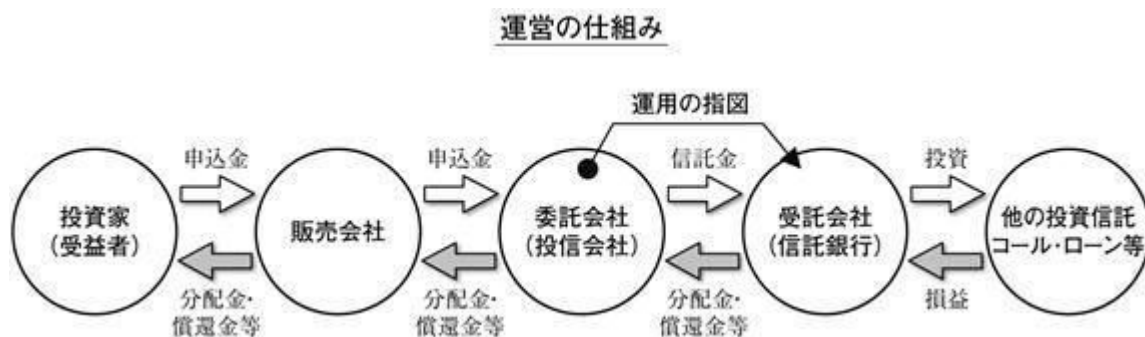 運営の仕組み
運用の指図
申込金
申込金
信託金
投資
投資家
（受益者）
販売会社
委託会社
（投信会社）
受託会社
（信託銀行）
他の投資信託
コール・ローン等
分配金・
償還金等
分配金・
償還金等
分配金・
償還金等
損益